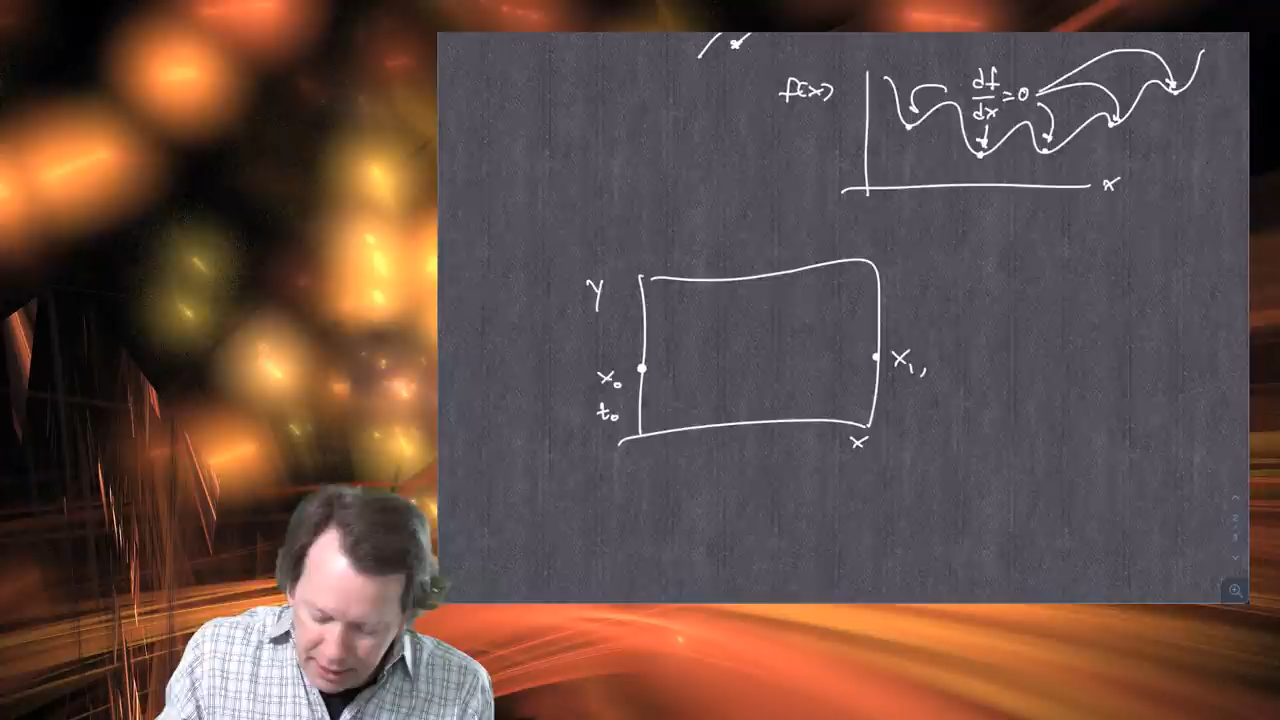 f(x)
df/dx = 0
x
y
x₀
t₀
x₁,
x